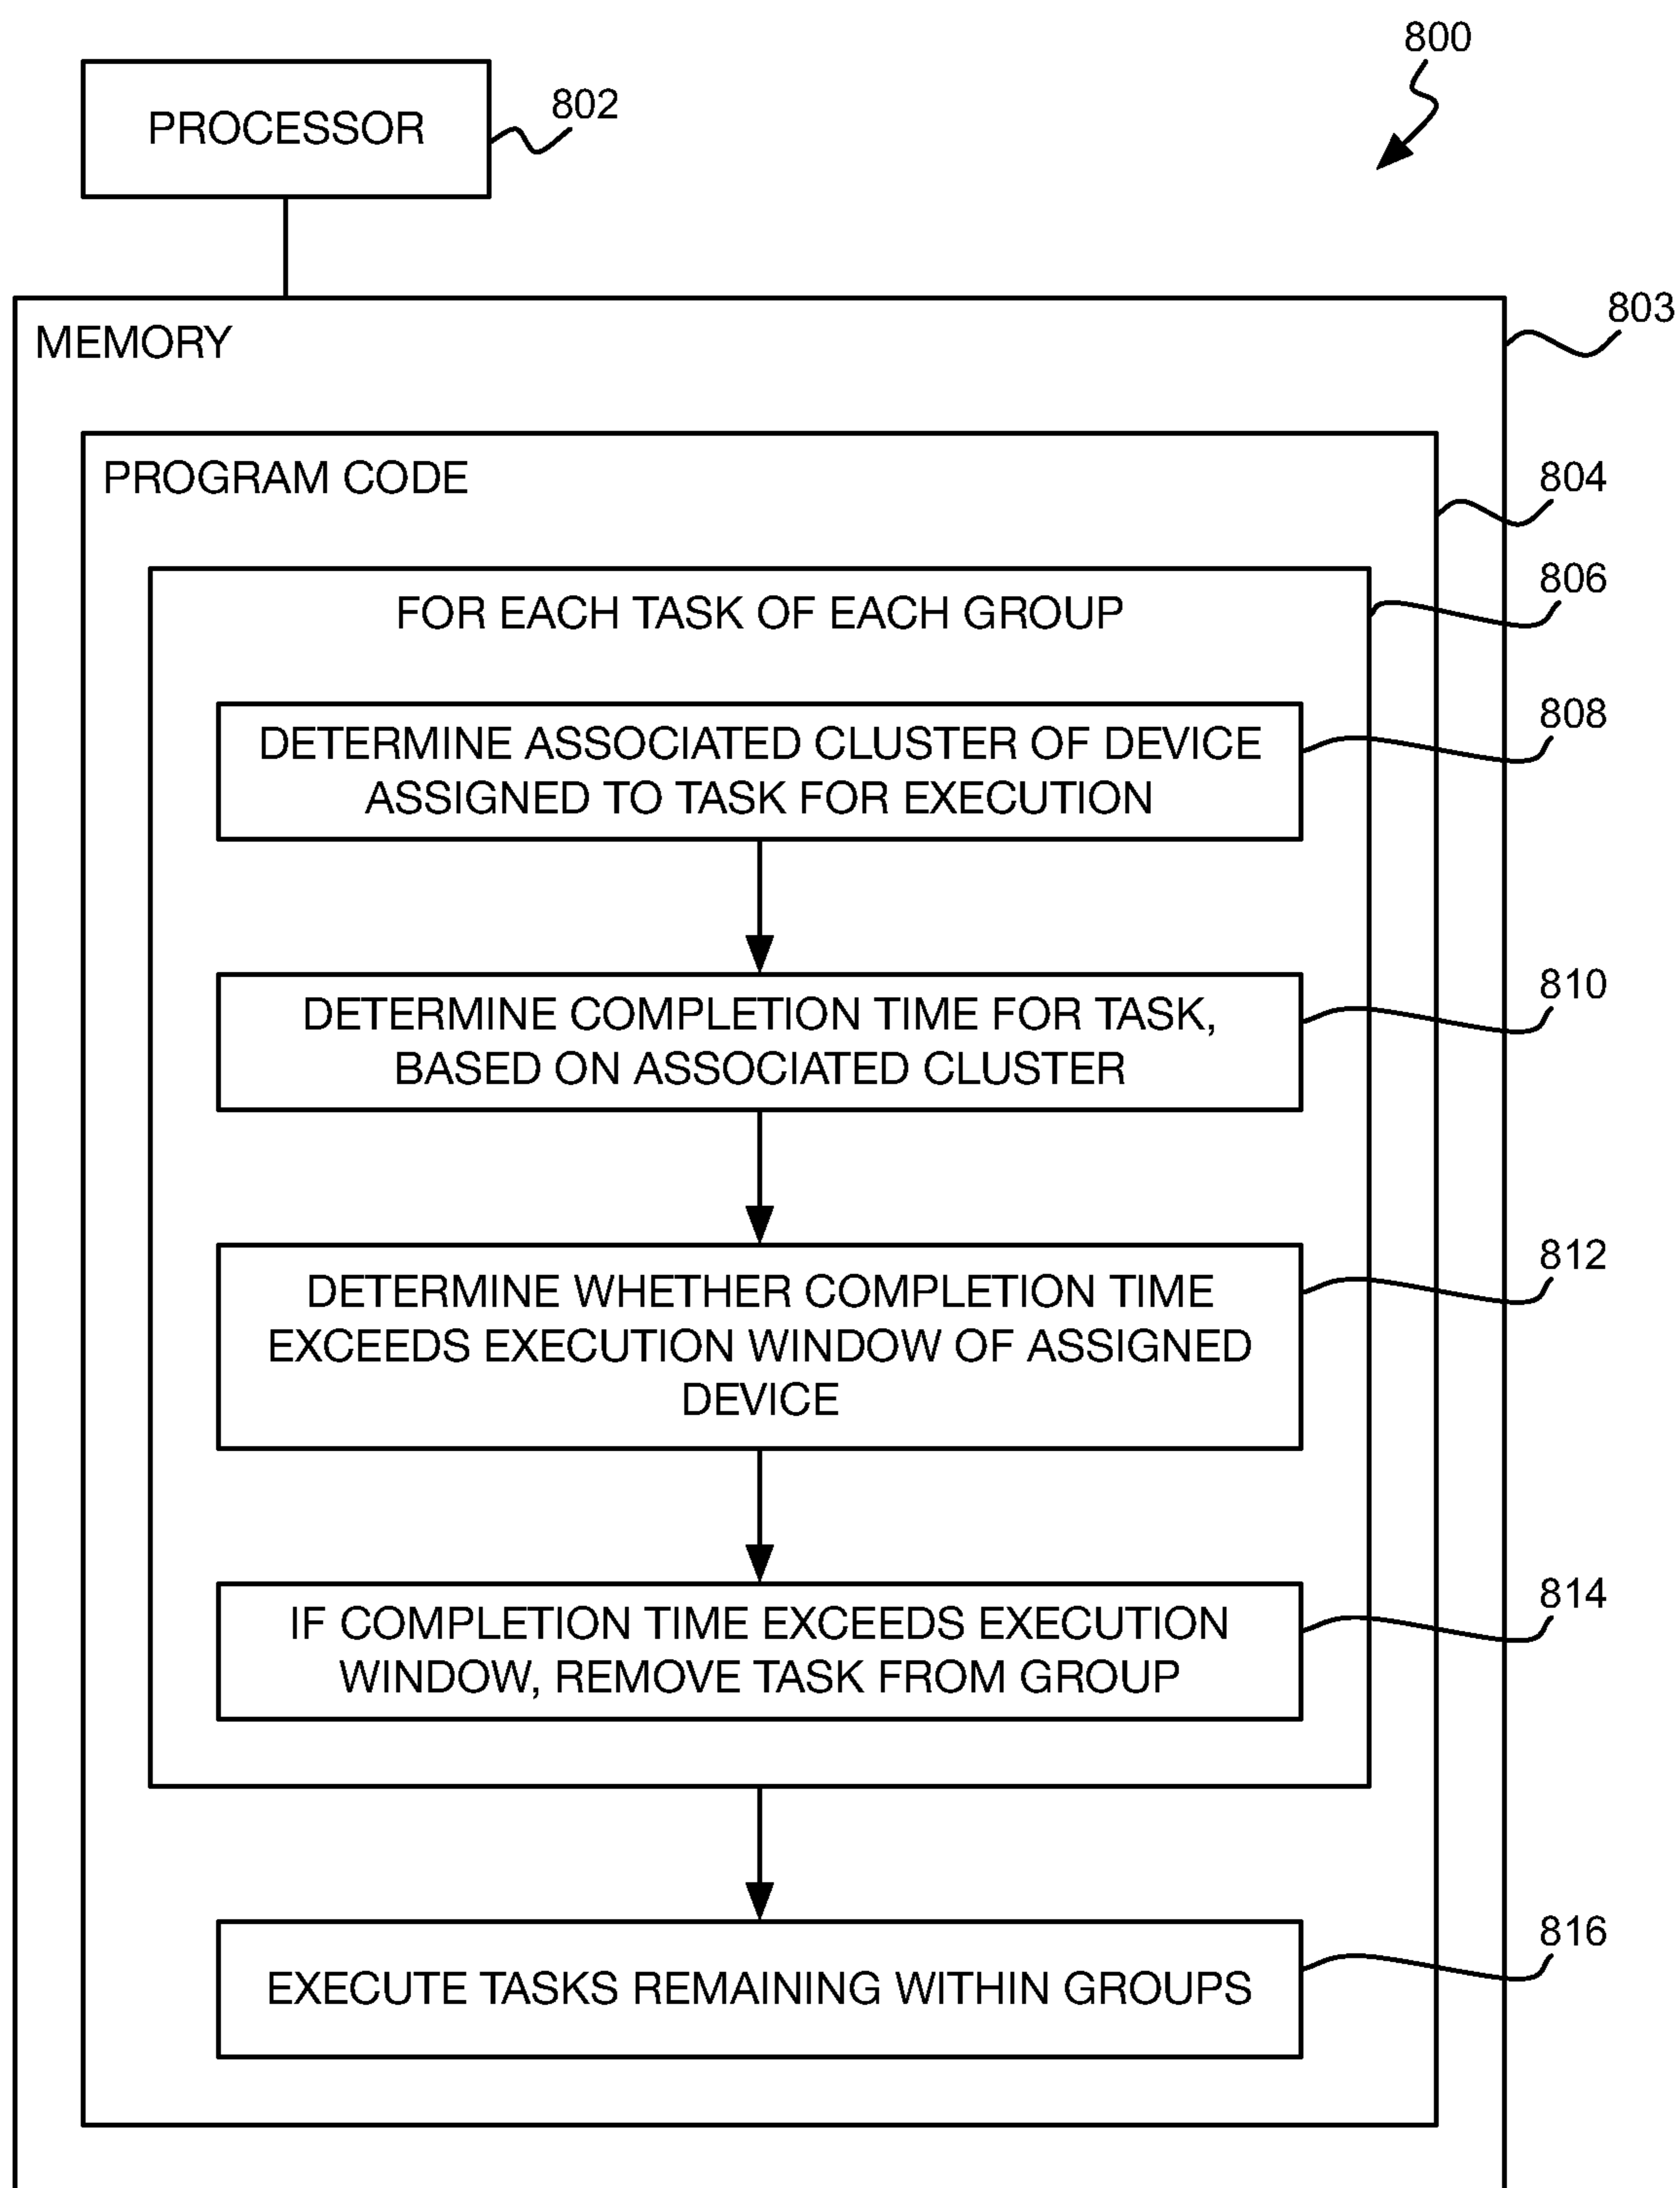 800
PROCESSOR
802
803
MEMORY
PROGRAM CODE
804
806
FOR EACH TASK OF EACH GROUP
808
DETERMINE ASSOCIATED CLUSTER OF DEVICE
ASSIGNED TO TASK FOR EXECUTION
810
DETERMINE COMPLETION TIME FOR TASK,
BASED ON ASSOCIATED CLUSTER
812
DETERMINE WHETHER COMPLETION TIME
EXCEEDS EXECUTION WINDOW OF ASSIGNED
DEVICE
814
IF COMPLETION TIME EXCEEDS EXECUTION
WINDOW, REMOVE TASK FROM GROUP
816
EXECUTE TASKS REMAINING WITHIN GROUPS